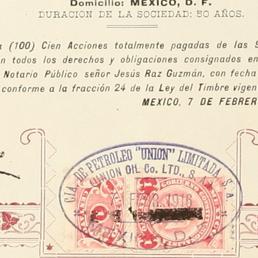 Domicilio: MEXICO, D. F.
DURACION DE LA SOCIEDAD: 50 AÑOS.
(100) Cien Acciones totalmente pagadas de las S
n todos los derechos y obligaciones consignados en
Notario Público señor Jesús Raz Guzmán, con fecha
conforme a la fracción 24 de la Ley del Timbre vigen
MEXICO, 7 DE FEBRER
CIA. DE PETROLEO "UNION" LIMITADA, S. A.
UNION OIL CO. LTD., S.
1916
MEXICO, D.